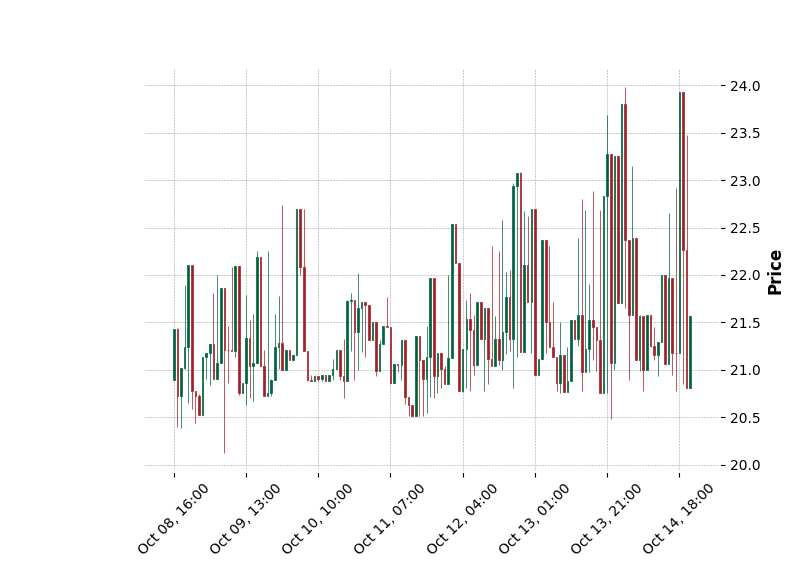 24.0
23.5
23.0
22.5
22.0
21.5
21.0
20.5
20.0
Price
Oct 08, 16:00
Oct 09, 13:00
Oct 10, 10:00
Oct 11, 07:00
Oct 12, 04:00
Oct 13, 01:00
Oct 13, 21:00
Oct 14, 18:00